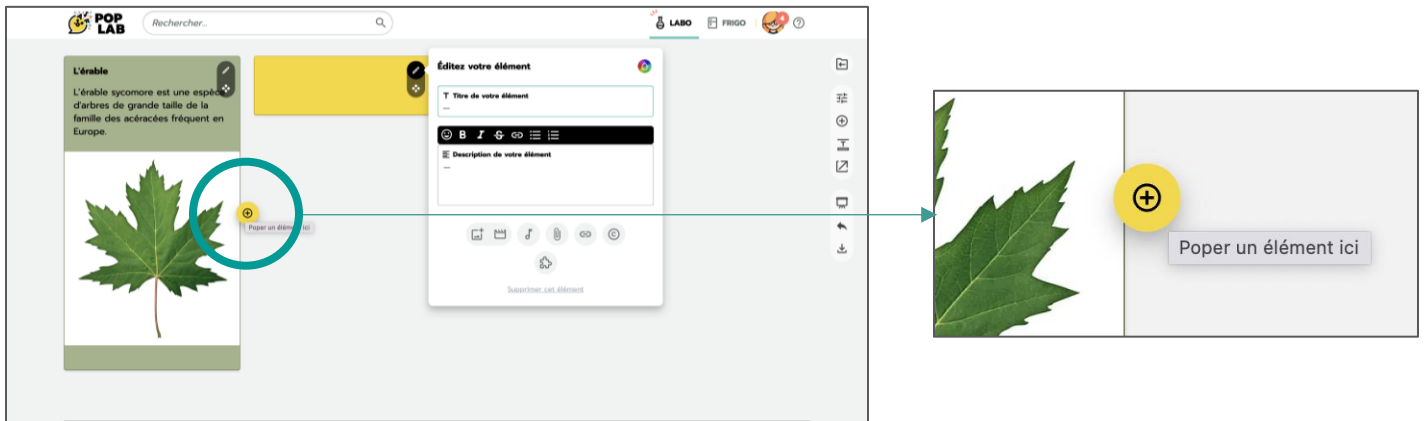 POP
LAB
Rechercher...
LABO
FRIGO
L'érable
L'érable sycomore est une espèce
d'arbres de grande taille de la
famille des acéracées fréquent en
Europe.
Éditez votre élément
T Titre de votre élément
B I S
Description de votre élément
Supprimer cet élément
Poper un élément ici
Poper un élément ici